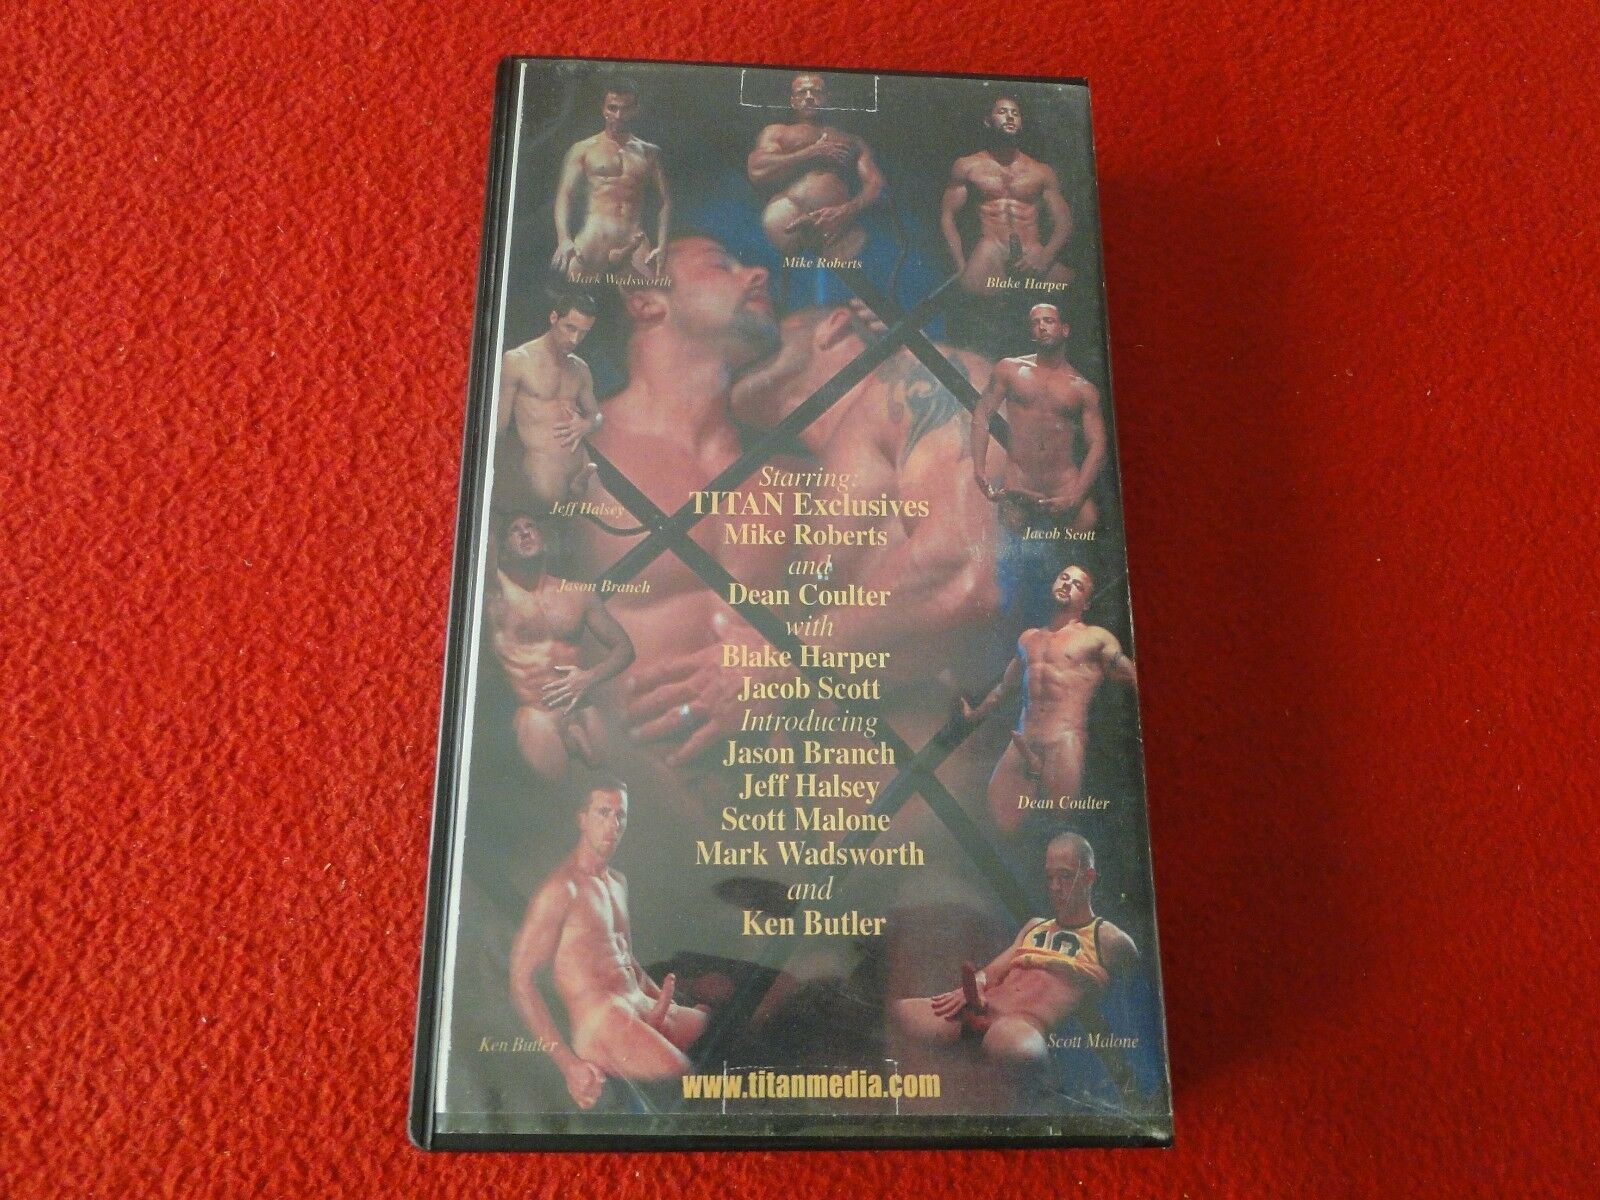 Mark Wadsworth
Mike Roberts
Blake Harper
Jeff Halsey
Jacob Scott
Jason Branch
Starring:
TITAN Exclusives
Mike Roberts
and
Dean Coulter
with
Blake Harper
Jacob Scott
Introducing
Jason Branch
Jeff Halsey
Scott Malone
Mark Wadsworth
and
Ken Butler
Dean Coulter
Ken Butler
Scott Malone
www.titanmedia.com